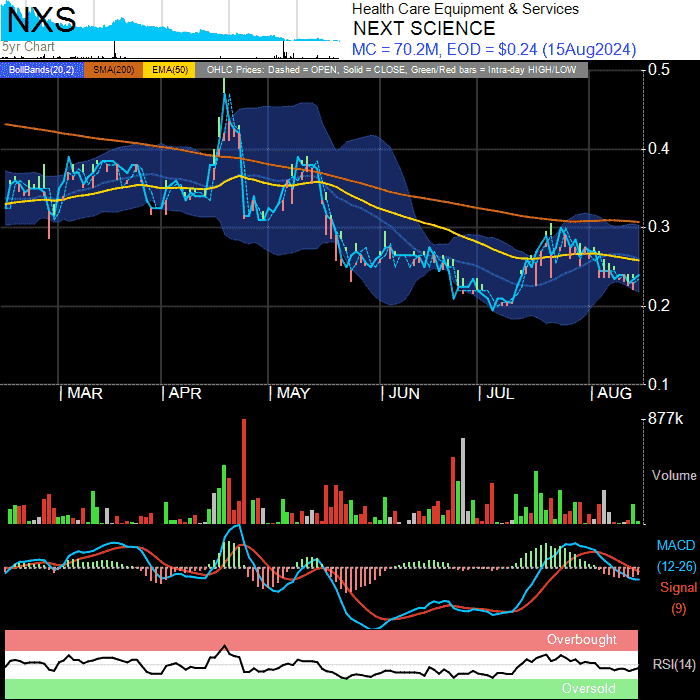 NXS
5yr Chart
Health Care Equipment & Services
NEXT SCIENCE
MC = 70.2M, EOD = $0.24 (15Aug2024)
BollBands(20,2) SMA(200) EMA(50) OHLC Prices: Dashed = OPEN, Solid = CLOSE, Green/Red bars = Intra-day HIGH/LOW
0.5
0.4
0.3
0.2
0.1
| MAR | APR | MAY | JUN | JUL | AUG
877k
Volume
MACD
(12-26)
Signal
(9)
Overbought
RSI(14)
Oversold